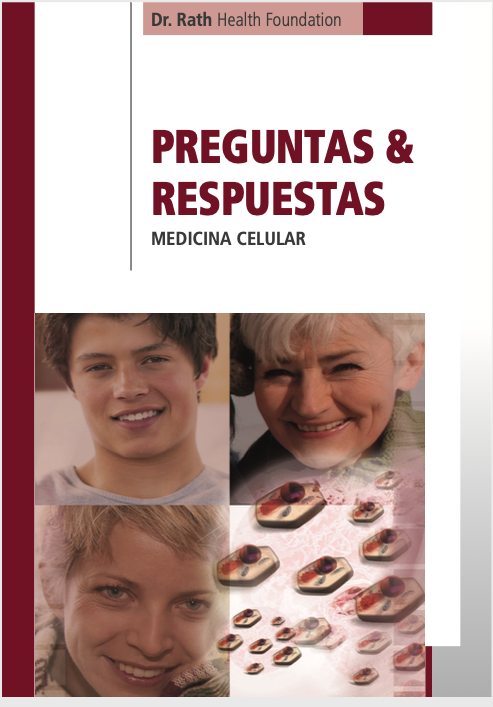 Dr. Rath Health Foundation
PREGUNTAS &
RESPUESTAS
MEDICINA CELULAR